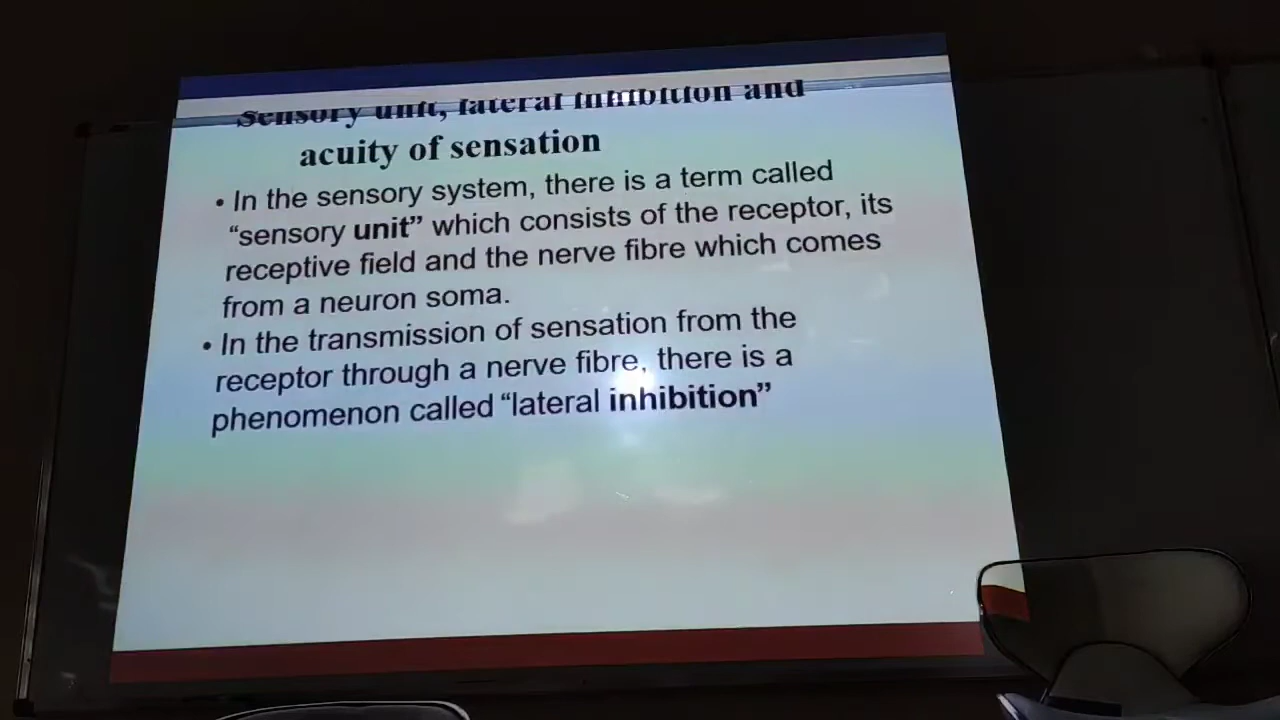 Sensory unit, lateral inhibition and
acuity of sensation
• In the sensory system, there is a term called
“sensory unit” which consists of the receptor, its
receptive field and the nerve fibre which comes
from a neuron soma.
• In the transmission of sensation from the
receptor through a nerve fibre, there is a
phenomenon called “lateral inhibition”